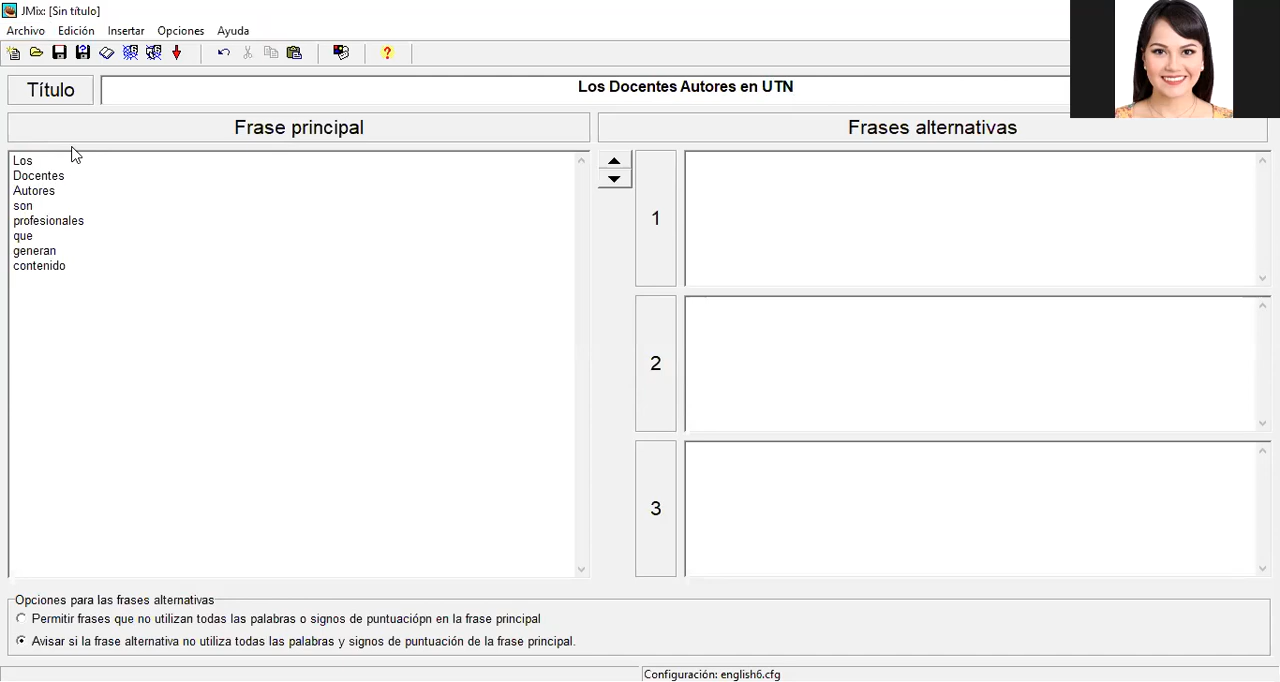 JMix: [Sin título]
Archivo Edición Insertar Opciones Ayuda
?
Título
Los Docentes Autores en UTN
Frase principal
Frases alternativas
Los
Docentes
Autores
son
profesionales
que
generan
contenido
1
2
3
Opciones para las frases alternativas
Permitir frases que no utilizan todas las palabras o signos de puntuaciópn en la frase principal
Avisar si la frase alternativa no utiliza todas las palabras y signos de puntuación de la frase principal.
Configuración: english6.cfg